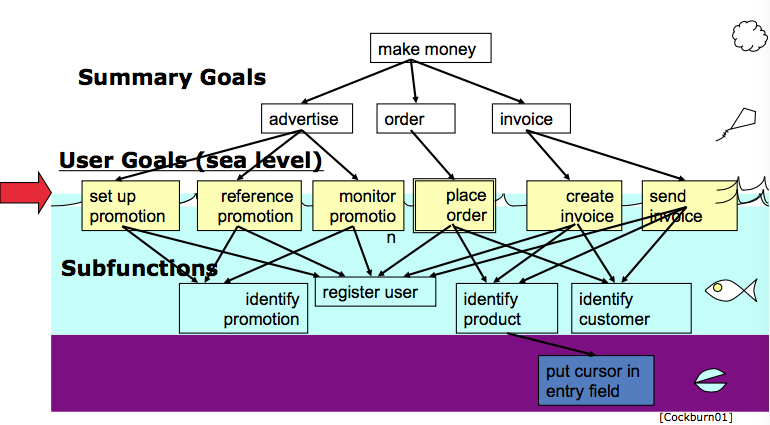 make money
Summary Goals
advertise
order
invoice
User Goals (sea level)
set up
promotion
reference
promotion
monitor
promotio
n
place
order
create
invoice
send
invoice
Subfunctions
identify
promotion
register user
identify
product
identify
customer
put cursor in
entry field
[Cockburn01]